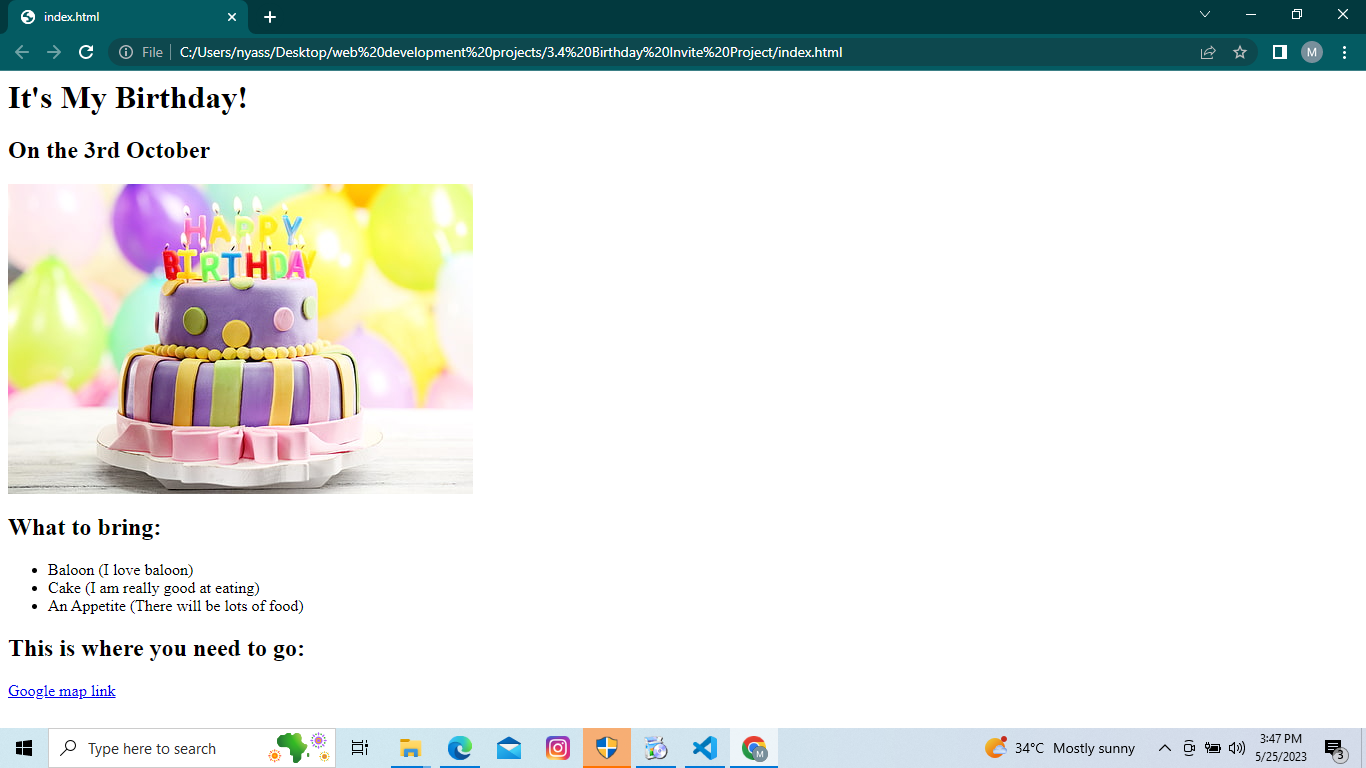 index.html
File
C:/Users/nyass/Desktop/web%20development%20projects/3.4%20Birthday%20Invite%20Project/index.html
M
It's My Birthday!
On the 3rd October
HAPPY
BIRTHDAY
What to bring:
Baloon (I love baloon)
Cake (I am really good at eating)
An Appetite (There will be lots of food)
This is where you need to go:
Google map link
Type here to search
M
34°C Mostly sunny
3:47 PM
5/25/2023
3